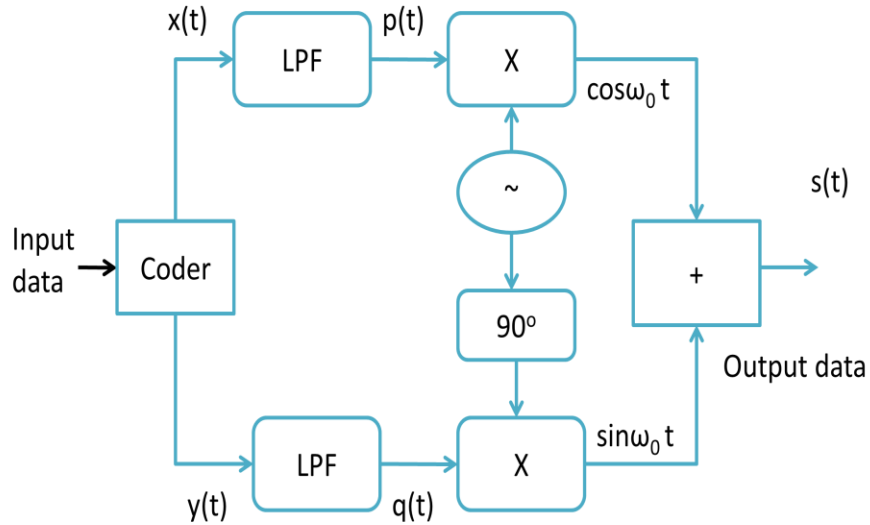 x(t)
p(t)
LPF
X
cosω₀ t
~
s(t)
Input
data
Coder
+
90º
Output data
LPF
X
sinω₀ t
y(t)
q(t)